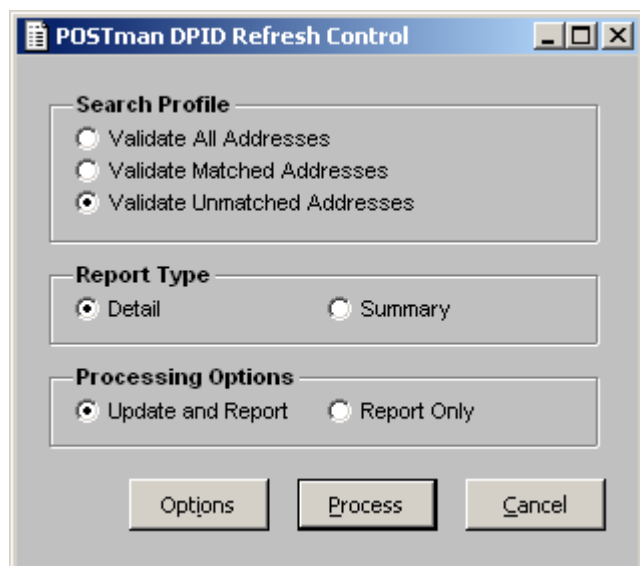 POSTman DPID Refresh Control
Search Profile
Validate All Addresses
Validate Matched Addresses
Validate Unmatched Addresses
Report Type
Detail Summary
Processing Options
Update and Report Report Only
Options Process Cancel